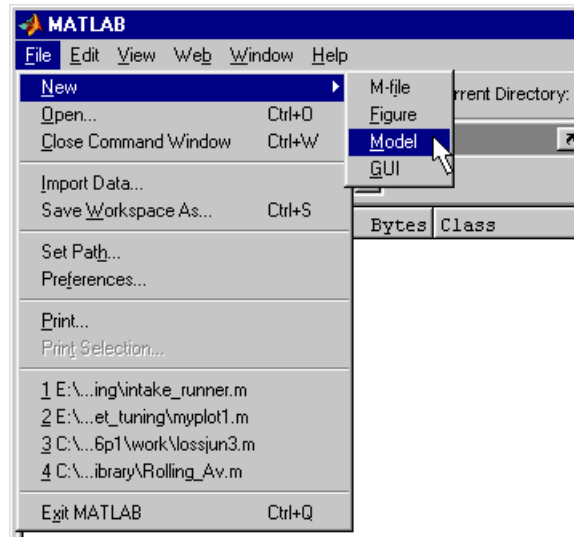 MATLAB
File Edit View Web Window Help
New
Open... Ctrl+O
Close Command Window Ctrl+W
Import Data...
Save Workspace As... Ctrl+S
Set Path...
Preferences...
Print...
Print Selection...
1 E:\...ing\intake_runner.m
2 E:\...et_tuning\myplot1.m
3 C:\...6p1\work\lossjun3.m
4 C:\...ibrary\Rolling_Av.m
Exit MATLAB Ctrl+Q
M-file
Figure
Model
GUI
rrent Directory:
Bytes Class